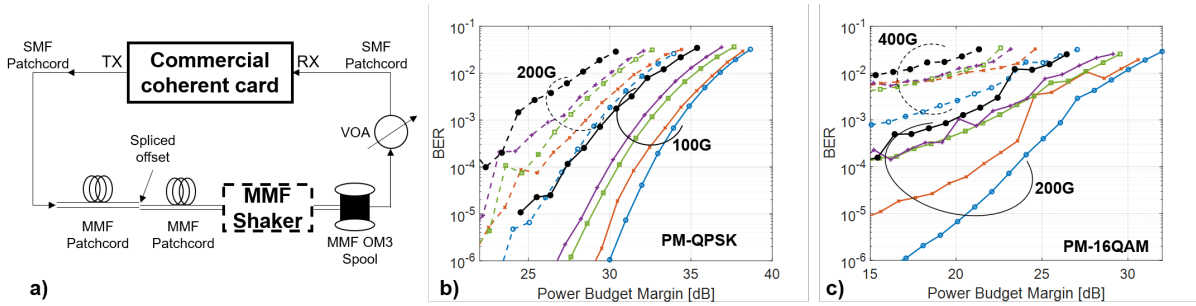 SMF
Patchcord
TX
Commercial
coherent card
RX
SMF
Patchcord
VOA
Spliced
offset
MMF
Patchcord
MMF
Patchcord
MMF
Shaker
MMF OM3
Spool
a)
10^-1
10^-2
10^-3
10^-4
10^-5
10^-6
BER
200G
100G
PM-QPSK
25
30
35
40
Power Budget Margin [dB]
b)
10^-1
10^-2
10^-3
10^-4
10^-5
10^-6
BER
400G
200G
PM-16QAM
15
20
25
30
Power Budget Margin [dB]
c)